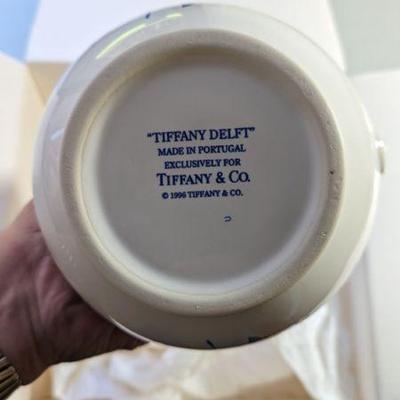 "TIFFANY DELFT"
MADE IN PORTUGAL
EXCLUSIVELY FOR
TIFFANY & CO.
© 1996 TIFFANY & CO.